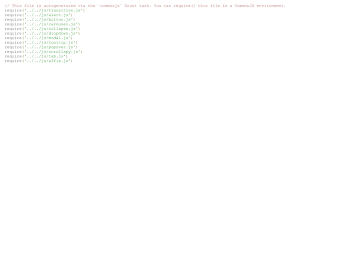 // This file is autogenerated via the `commonjs` Grunt task. You can require() this file in a CommonJS environment.
require('../../js/transition.js')
require('../../js/alert.js')
require('../../js/button.js')
require('../../js/carousel.js')
require('../../js/collapse.js')
require('../../js/dropdown.js')
require('../../js/modal.js')
require('../../js/tooltip.js')
require('../../js/popover.js')
require('../../js/scrollspy.js')
require('../../js/tab.js')
require('../../js/affix.js')